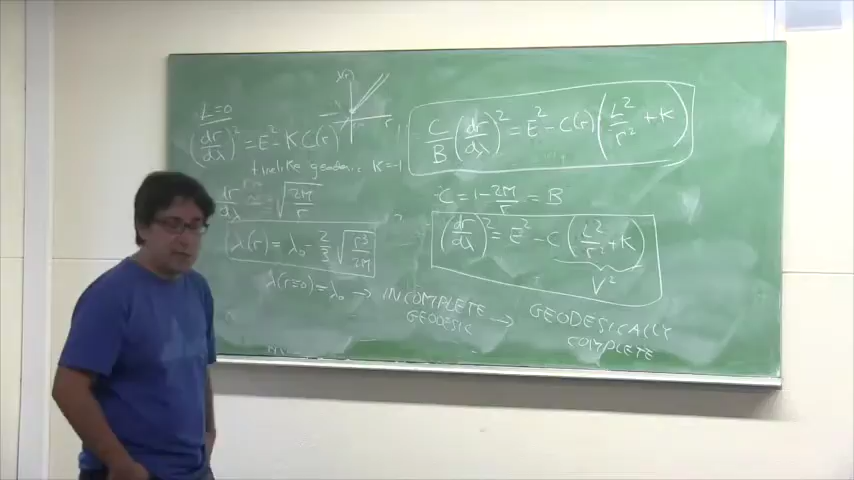 L=0
(dr/dλ)² = E² - K C(r)
timelike geodesic K=-1
dr/dλ ≃ √(2M/r)
λ(r) = λ₀ - 2/3 √(r³/2M)
λ(r=0) = λ₀ → INCOMPLETE GEODESIC → GEODESICALLY COMPLETE
λ(r)
r
C/B (dr/dλ)² = E² - C(r) (L²/r² + K)
C = 1 - 2M/r = B
(dr/dλ)² = E² - C (L²/r² + K)
V²